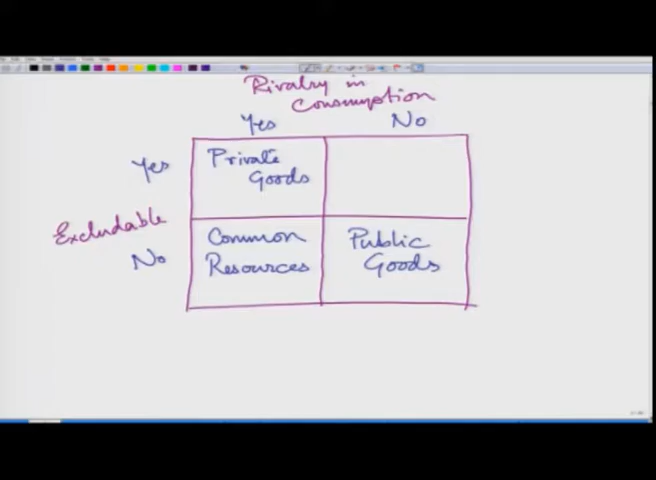 Rivalry in
Consumption
Yes No
Yes Private
Goods
Excludable
Common Public
No Resources Goods